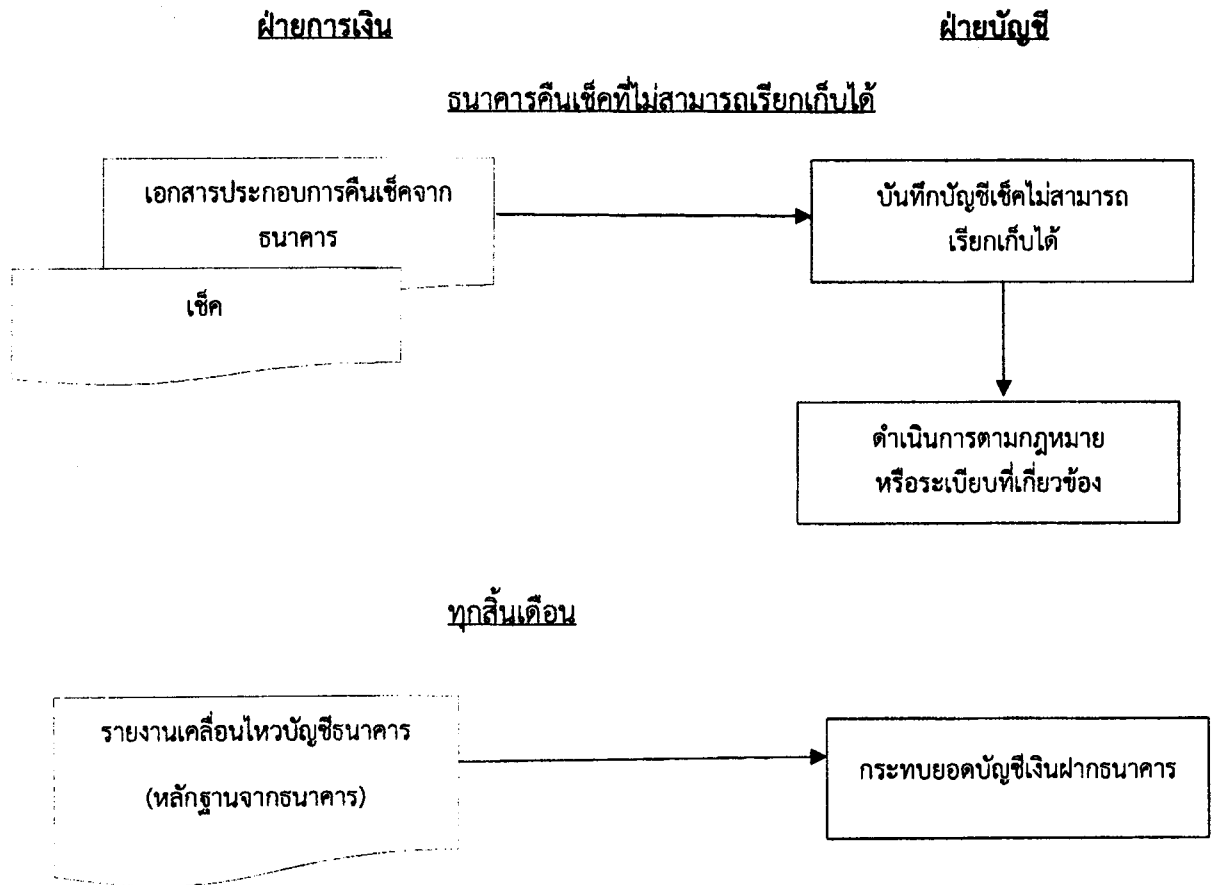 ฝ่ายการเงิน
ฝ่ายบัญชี
ธนาคารคืนเช็คที่ไม่สามารถเรียกเก็บได้
เอกสารประกอบการคืนเช็คจาก
ธนาคาร
เช็ค
บันทึกบัญชีเช็คไม่สามารถ
เรียกเก็บได้
ดำเนินการตามกฎหมาย
หรือระเบียบที่เกี่ยวข้อง
ทุกสิ้นเดือน
รายงานเคลื่อนไหวบัญชีธนาคาร
(หลักฐานจากธนาคาร)
กระทบยอดบัญชีเงินฝากธนาคาร